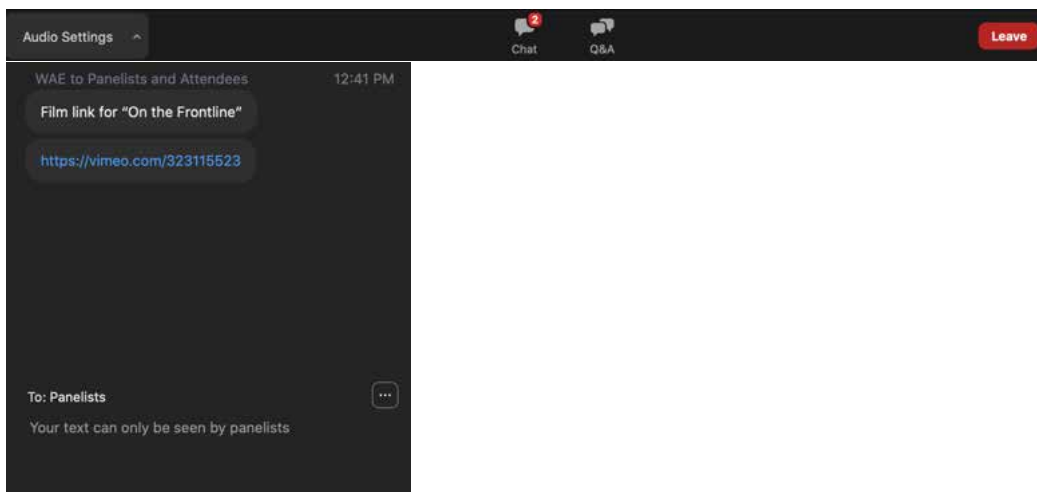 Audio Settings
2
Chat
Q&A
Leave
WAE to Panelists and Attendees 12:41 PM
Film link for “On the Frontline”
https://vimeo.com/323115523
To: Panelists
Your text can only be seen by panelists